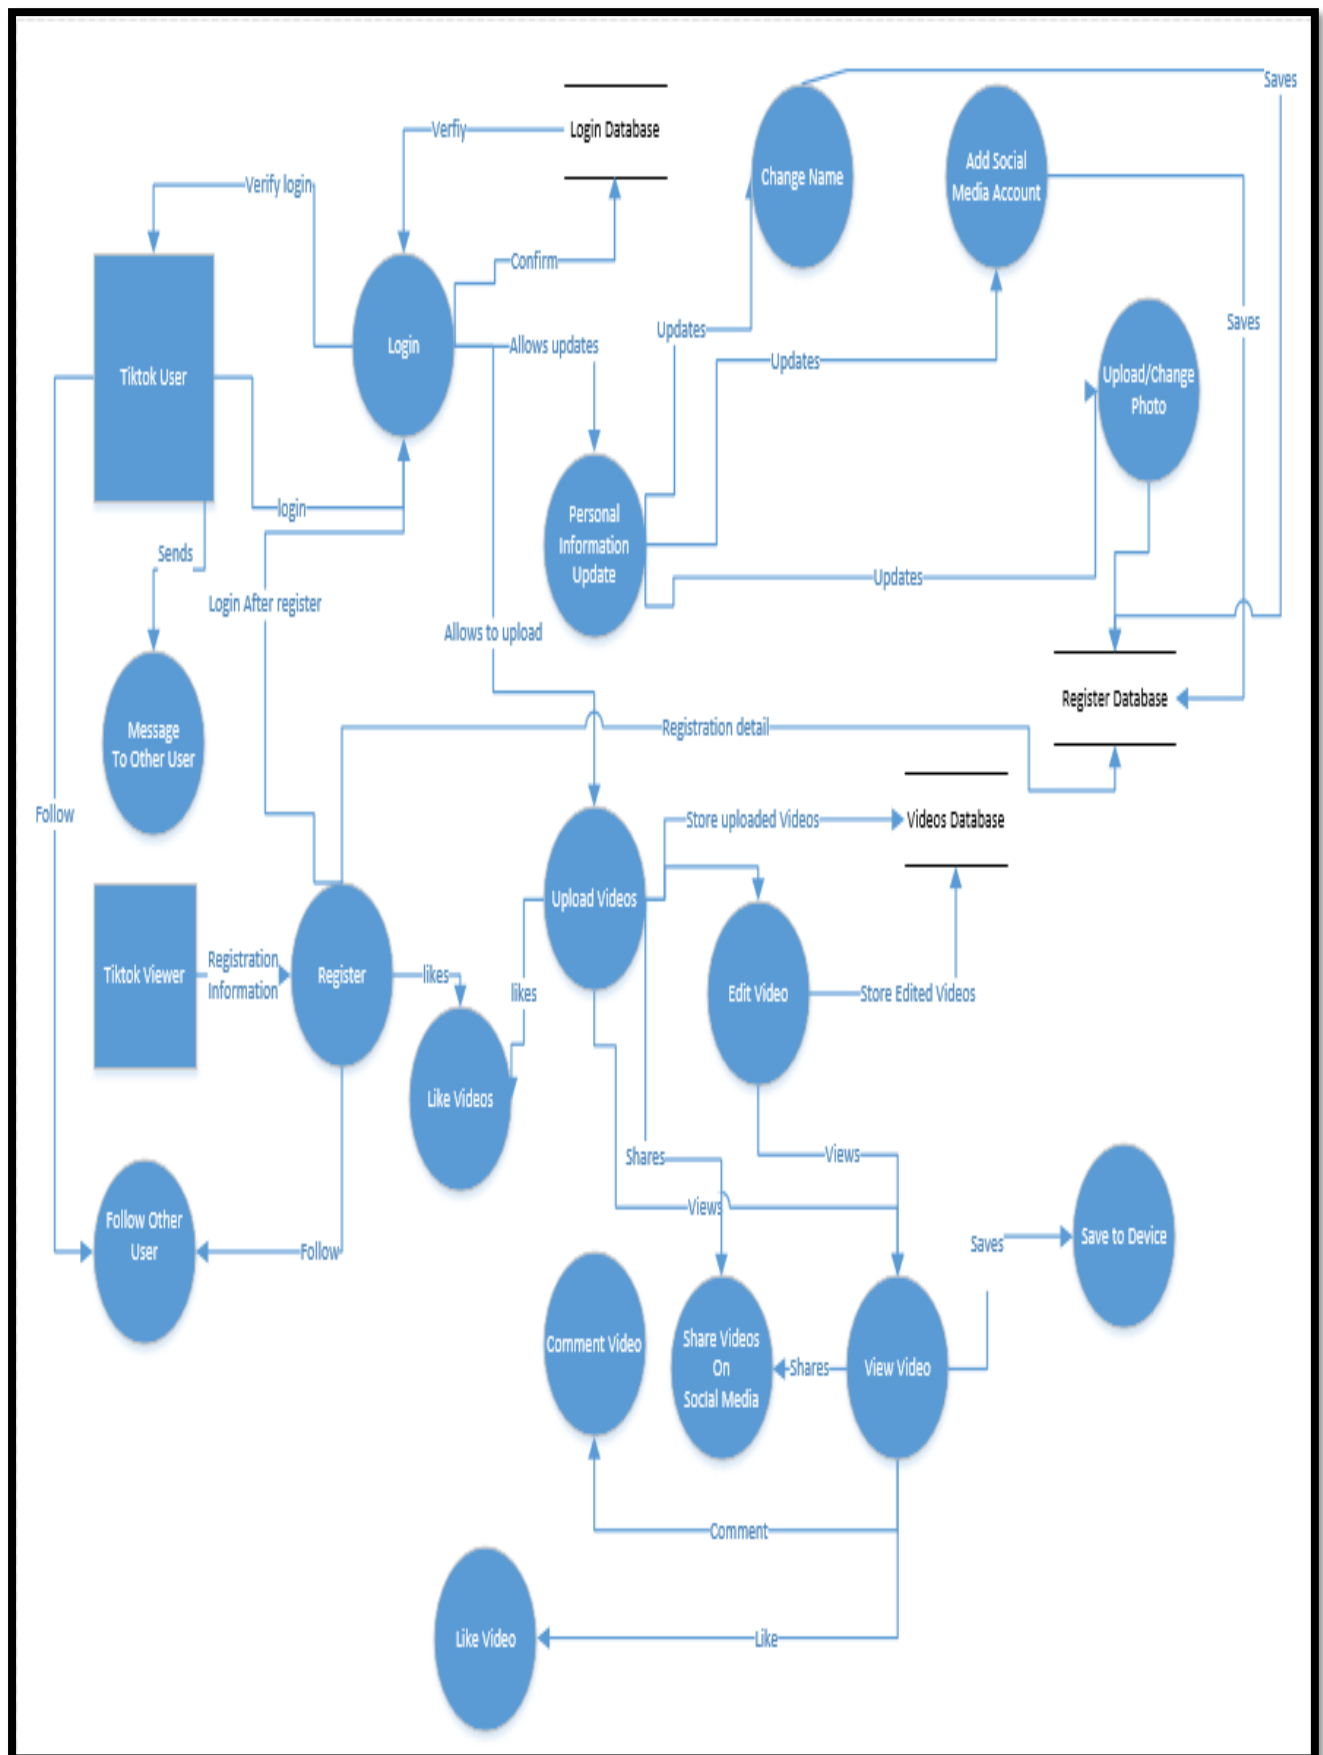 Saves
Login Database
Verfiy
Change Name
Add Social
Media Account
Verify login
Confirm
Saves
Updates
Login
Allows updates
Updates
Tiktok User
Upload/Change
Photo
login
Personal
Information
Update
Sends
Updates
Login After register
Allows to upload
Register Database
Message
To Other User
Registration detail
Follow
Store uploaded Videos
Videos Database
Upload Videos
Registration
Information
Tiktok Viewer
Register
likes
likes
Edit Video
Store Edited Videos
Like Videos
Shares
Views
Views
Follow Other
User
Follow
Saves
Save to Device
Comment Video
Share Videos
On
SocIal Media
Shares
View Video
Comment
Like Video
Like